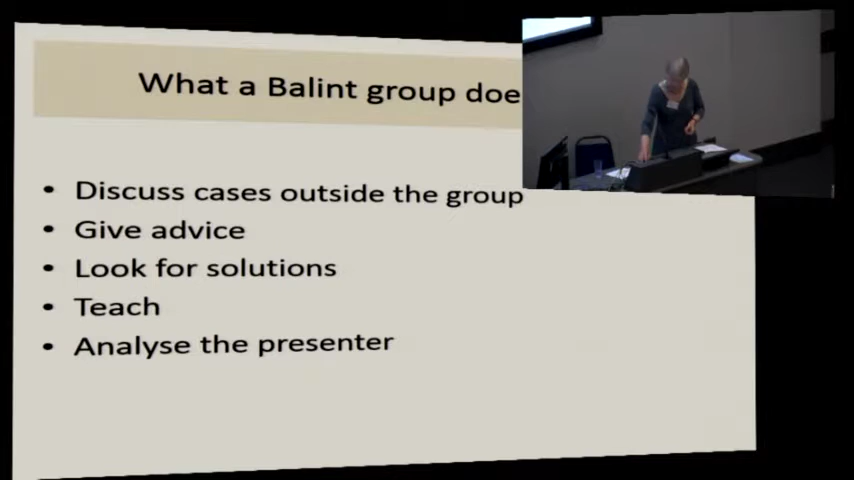 What a Balint group doe
• Discuss cases outside the group
• Give advice
• Look for solutions
• Teach
• Analyse the presenter